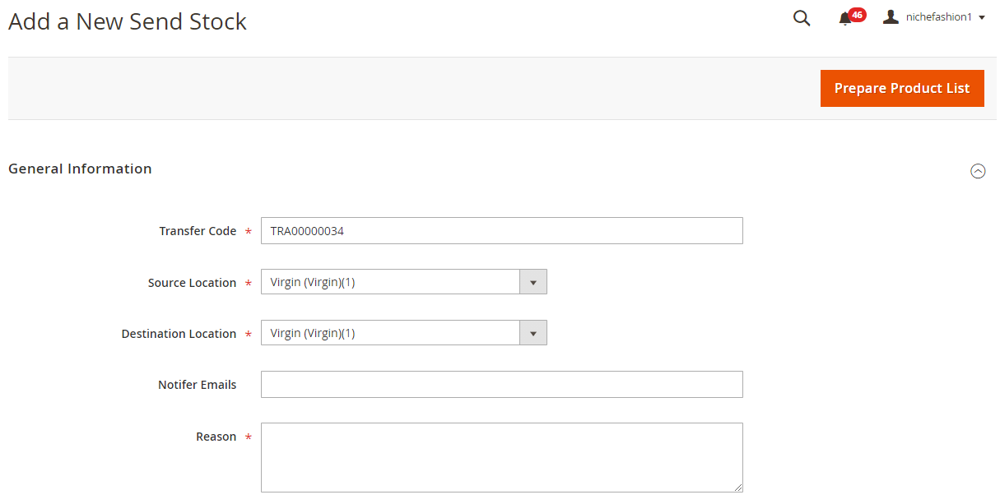 Add a New Send Stock
46
nichefashion1
Prepare Product List
General Information
Transfer Code *
TRA00000034
Source Location *
Virgin (Virgin)(1)
Destination Location *
Virgin (Virgin)(1)
Notifer Emails
Reason *